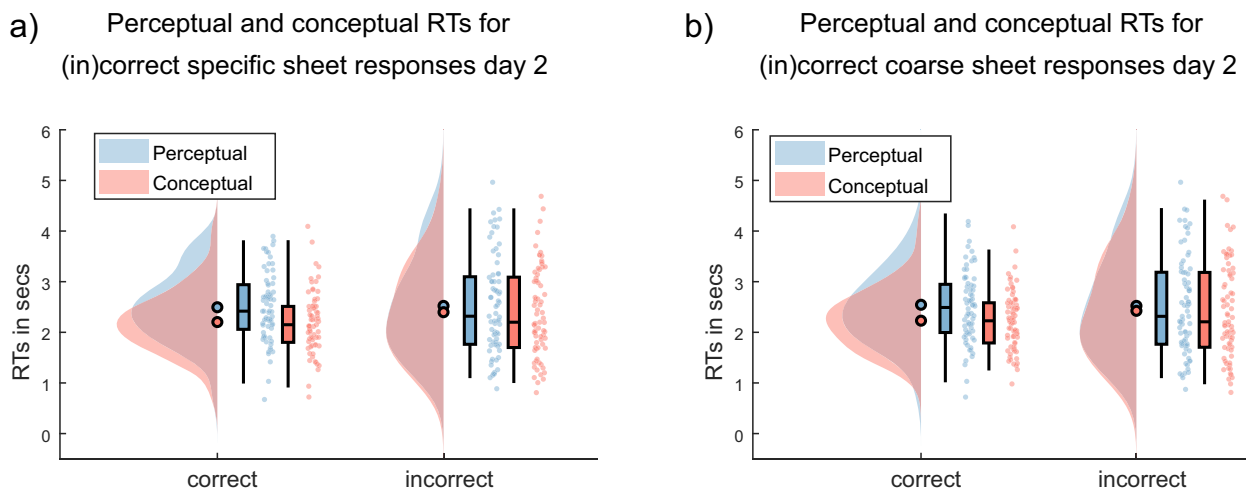 a)
Perceptual and conceptual RTs for
(in)correct specific sheet responses day 2
RTs in secs
6
5
4
3
2
1
0
Perceptual
Conceptual
correct
incorrect
b)
Perceptual and conceptual RTs for
(in)correct coarse sheet responses day 2
RTs in secs
6
5
4
3
2
1
0
Perceptual
Conceptual
correct
incorrect